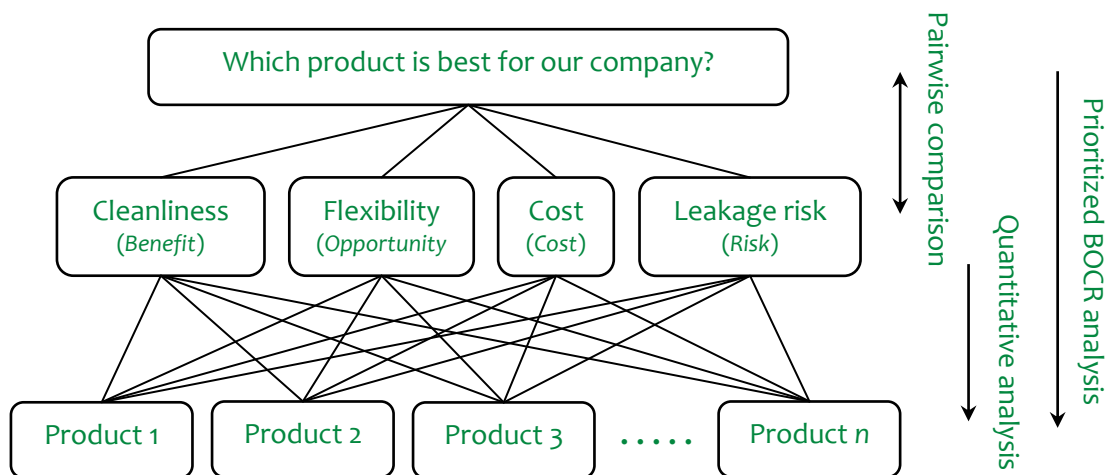 Which product is best for our company?
Cleanliness
(Benefit)
Flexibility
(Opportunity
Cost
(Cost)
Leakage risk
(Risk)
Product 1
Product 2
Product 3
.....
Product n
Pairwise comparison
Quantitative analysis
Prioritized BOCR analysis